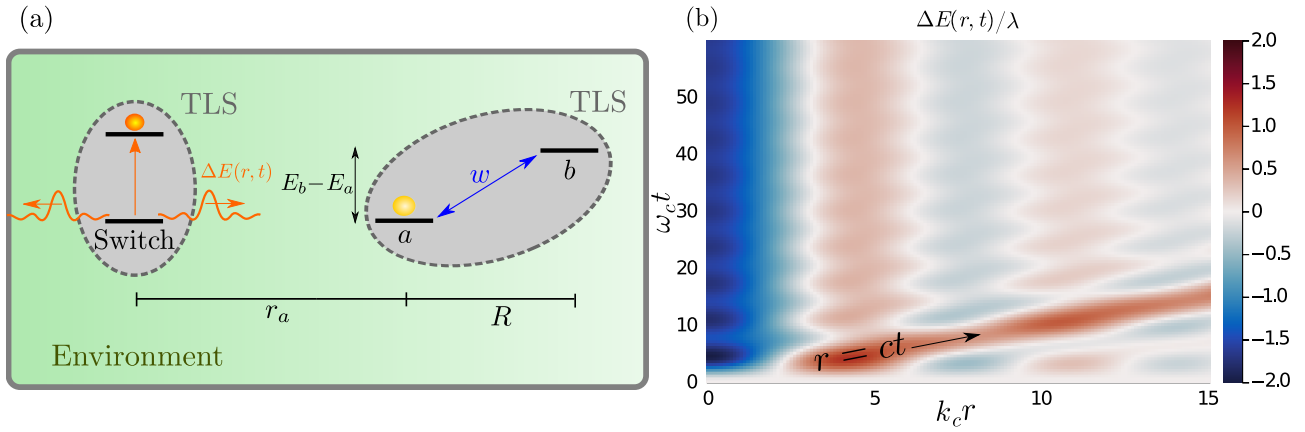 (a)
TLS
ΔE(r, t)
Switch
TLS
E_b−E_a
w
b
a
r_a
R
Environment
(b)
ΔE(r, t)/λ
ω_c t
50
40
30
20
10
0
r = ct
0
5
10
15
k_c r
2.0
1.5
1.0
0.5
0
−0.5
−1.0
−1.5
−2.0